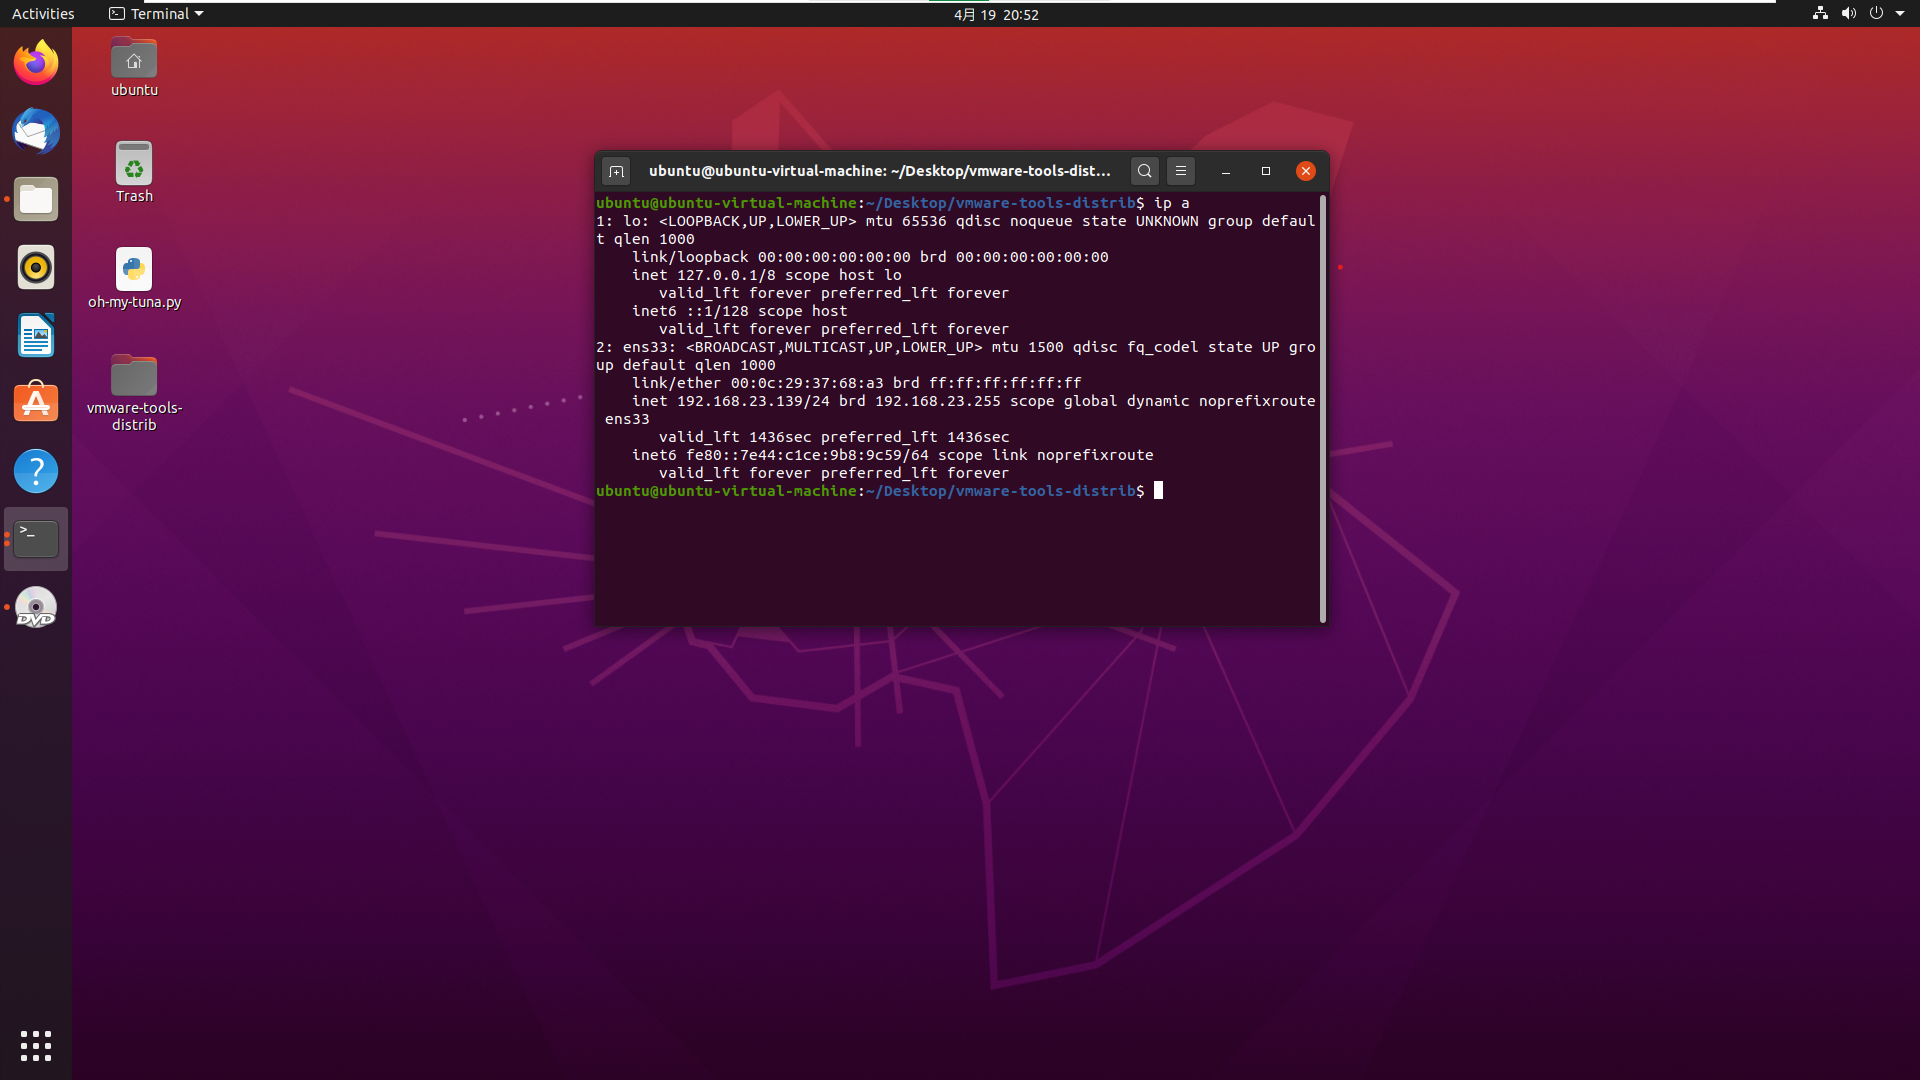 Activities
Terminal
4月 19 20:52
ubuntu
Trash
oh-my-tuna.py
vmware-tools-
distrib
DVD
ubuntu@ubuntu-virtual-machine: ~/Desktop/vmware-tools-dist...
ubuntu@ubuntu-virtual-machine:~/Desktop/vmware-tools-distrib$ ip a
1: lo: <LOOPBACK,UP,LOWER_UP> mtu 65536 qdisc noqueue state UNKNOWN group defaul
t qlen 1000
    link/loopback 00:00:00:00:00:00 brd 00:00:00:00:00:00
    inet 127.0.0.1/8 scope host lo
       valid_lft forever preferred_lft forever
    inet6 ::1/128 scope host
       valid_lft forever preferred_lft forever
2: ens33: <BROADCAST,MULTICAST,UP,LOWER_UP> mtu 1500 qdisc fq_codel state UP gro
up default qlen 1000
    link/ether 00:0c:29:37:68:a3 brd ff:ff:ff:ff:ff:ff
    inet 192.168.23.139/24 brd 192.168.23.255 scope global dynamic noprefixroute
 ens33
       valid_lft 1436sec preferred_lft 1436sec
    inet6 fe80::7e44:c1ce:9b8:9c59/64 scope link noprefixroute
       valid_lft forever preferred_lft forever
ubuntu@ubuntu-virtual-machine:~/Desktop/vmware-tools-distrib$